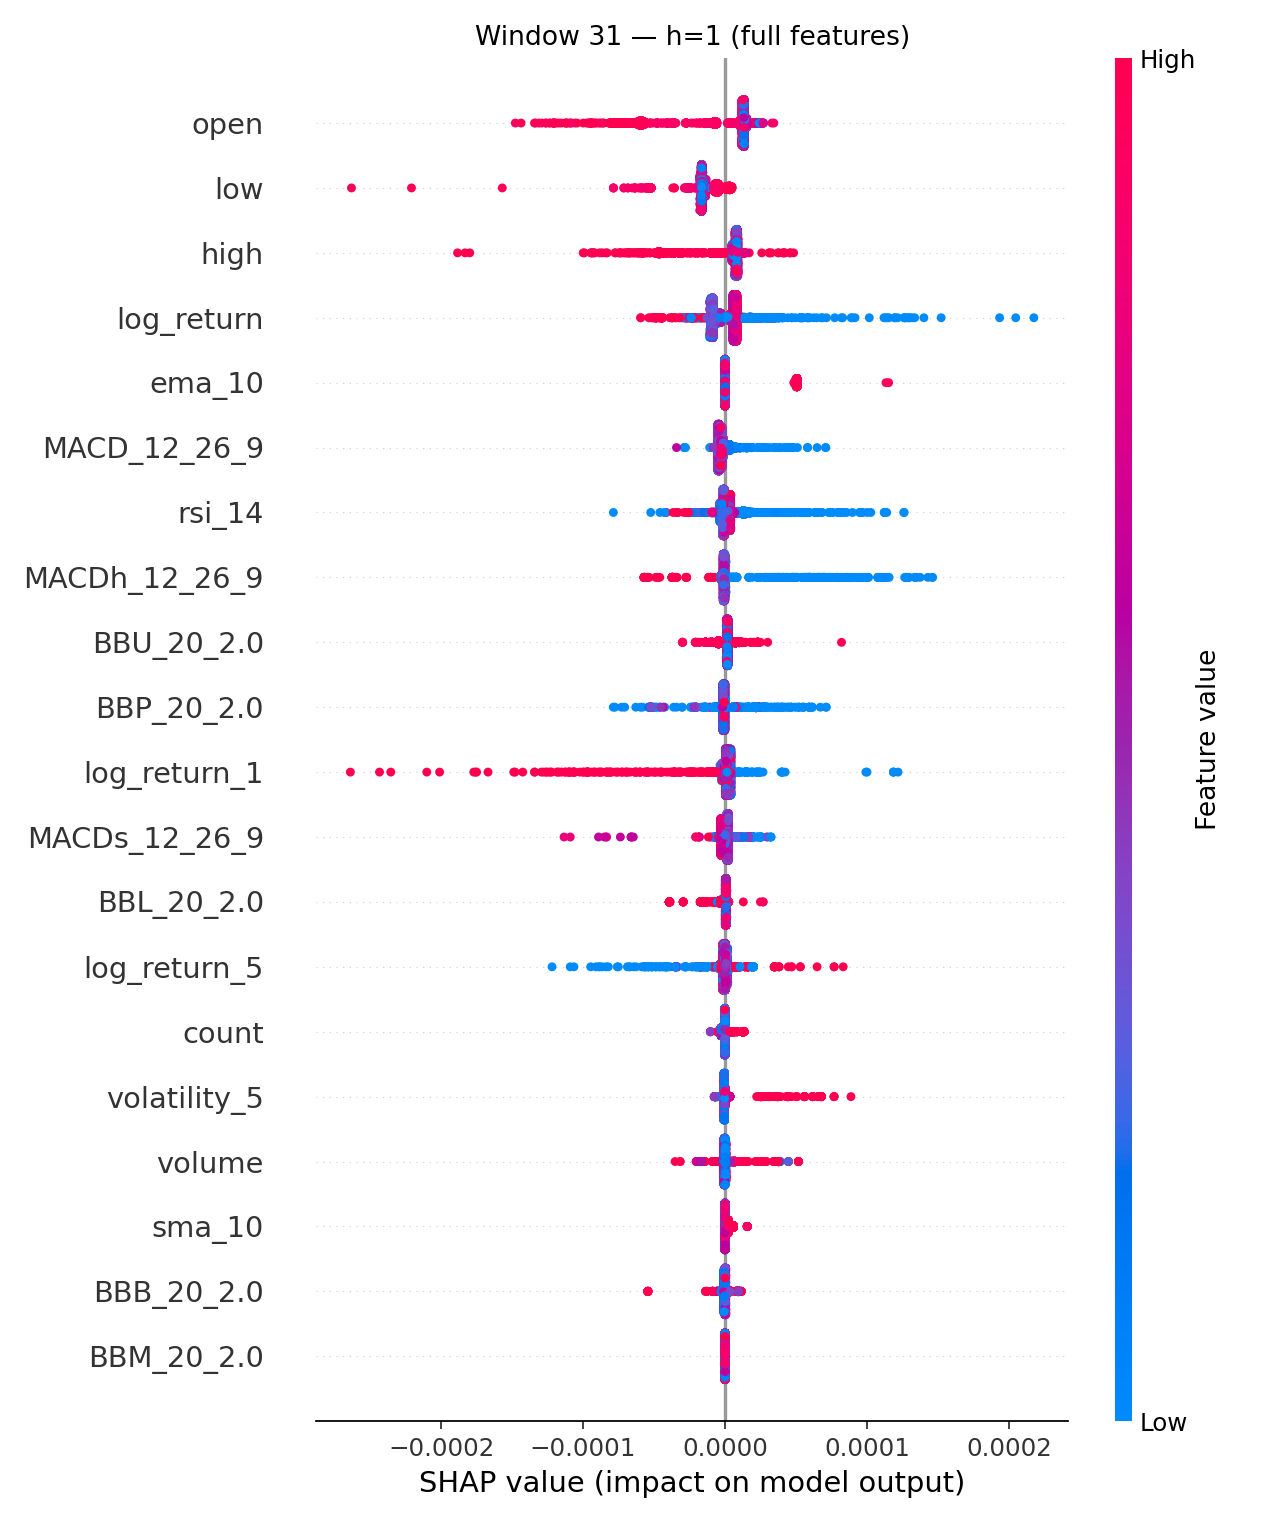 Window 31 — h=1 (full features)
High
open
low
high
log_return
ema_10
MACD_12_26_9
rsi_14
MACDh_12_26_9
BBU_20_2.0
BBP_20_2.0
log_return_1
MACDs_12_26_9
BBL_20_2.0
log_return_5
count
volatility_5
volume
sma_10
BBB_20_2.0
BBM_20_2.0
Feature value
Low
−0.0002 −0.0001 0.0000 0.0001 0.0002
SHAP value (impact on model output)